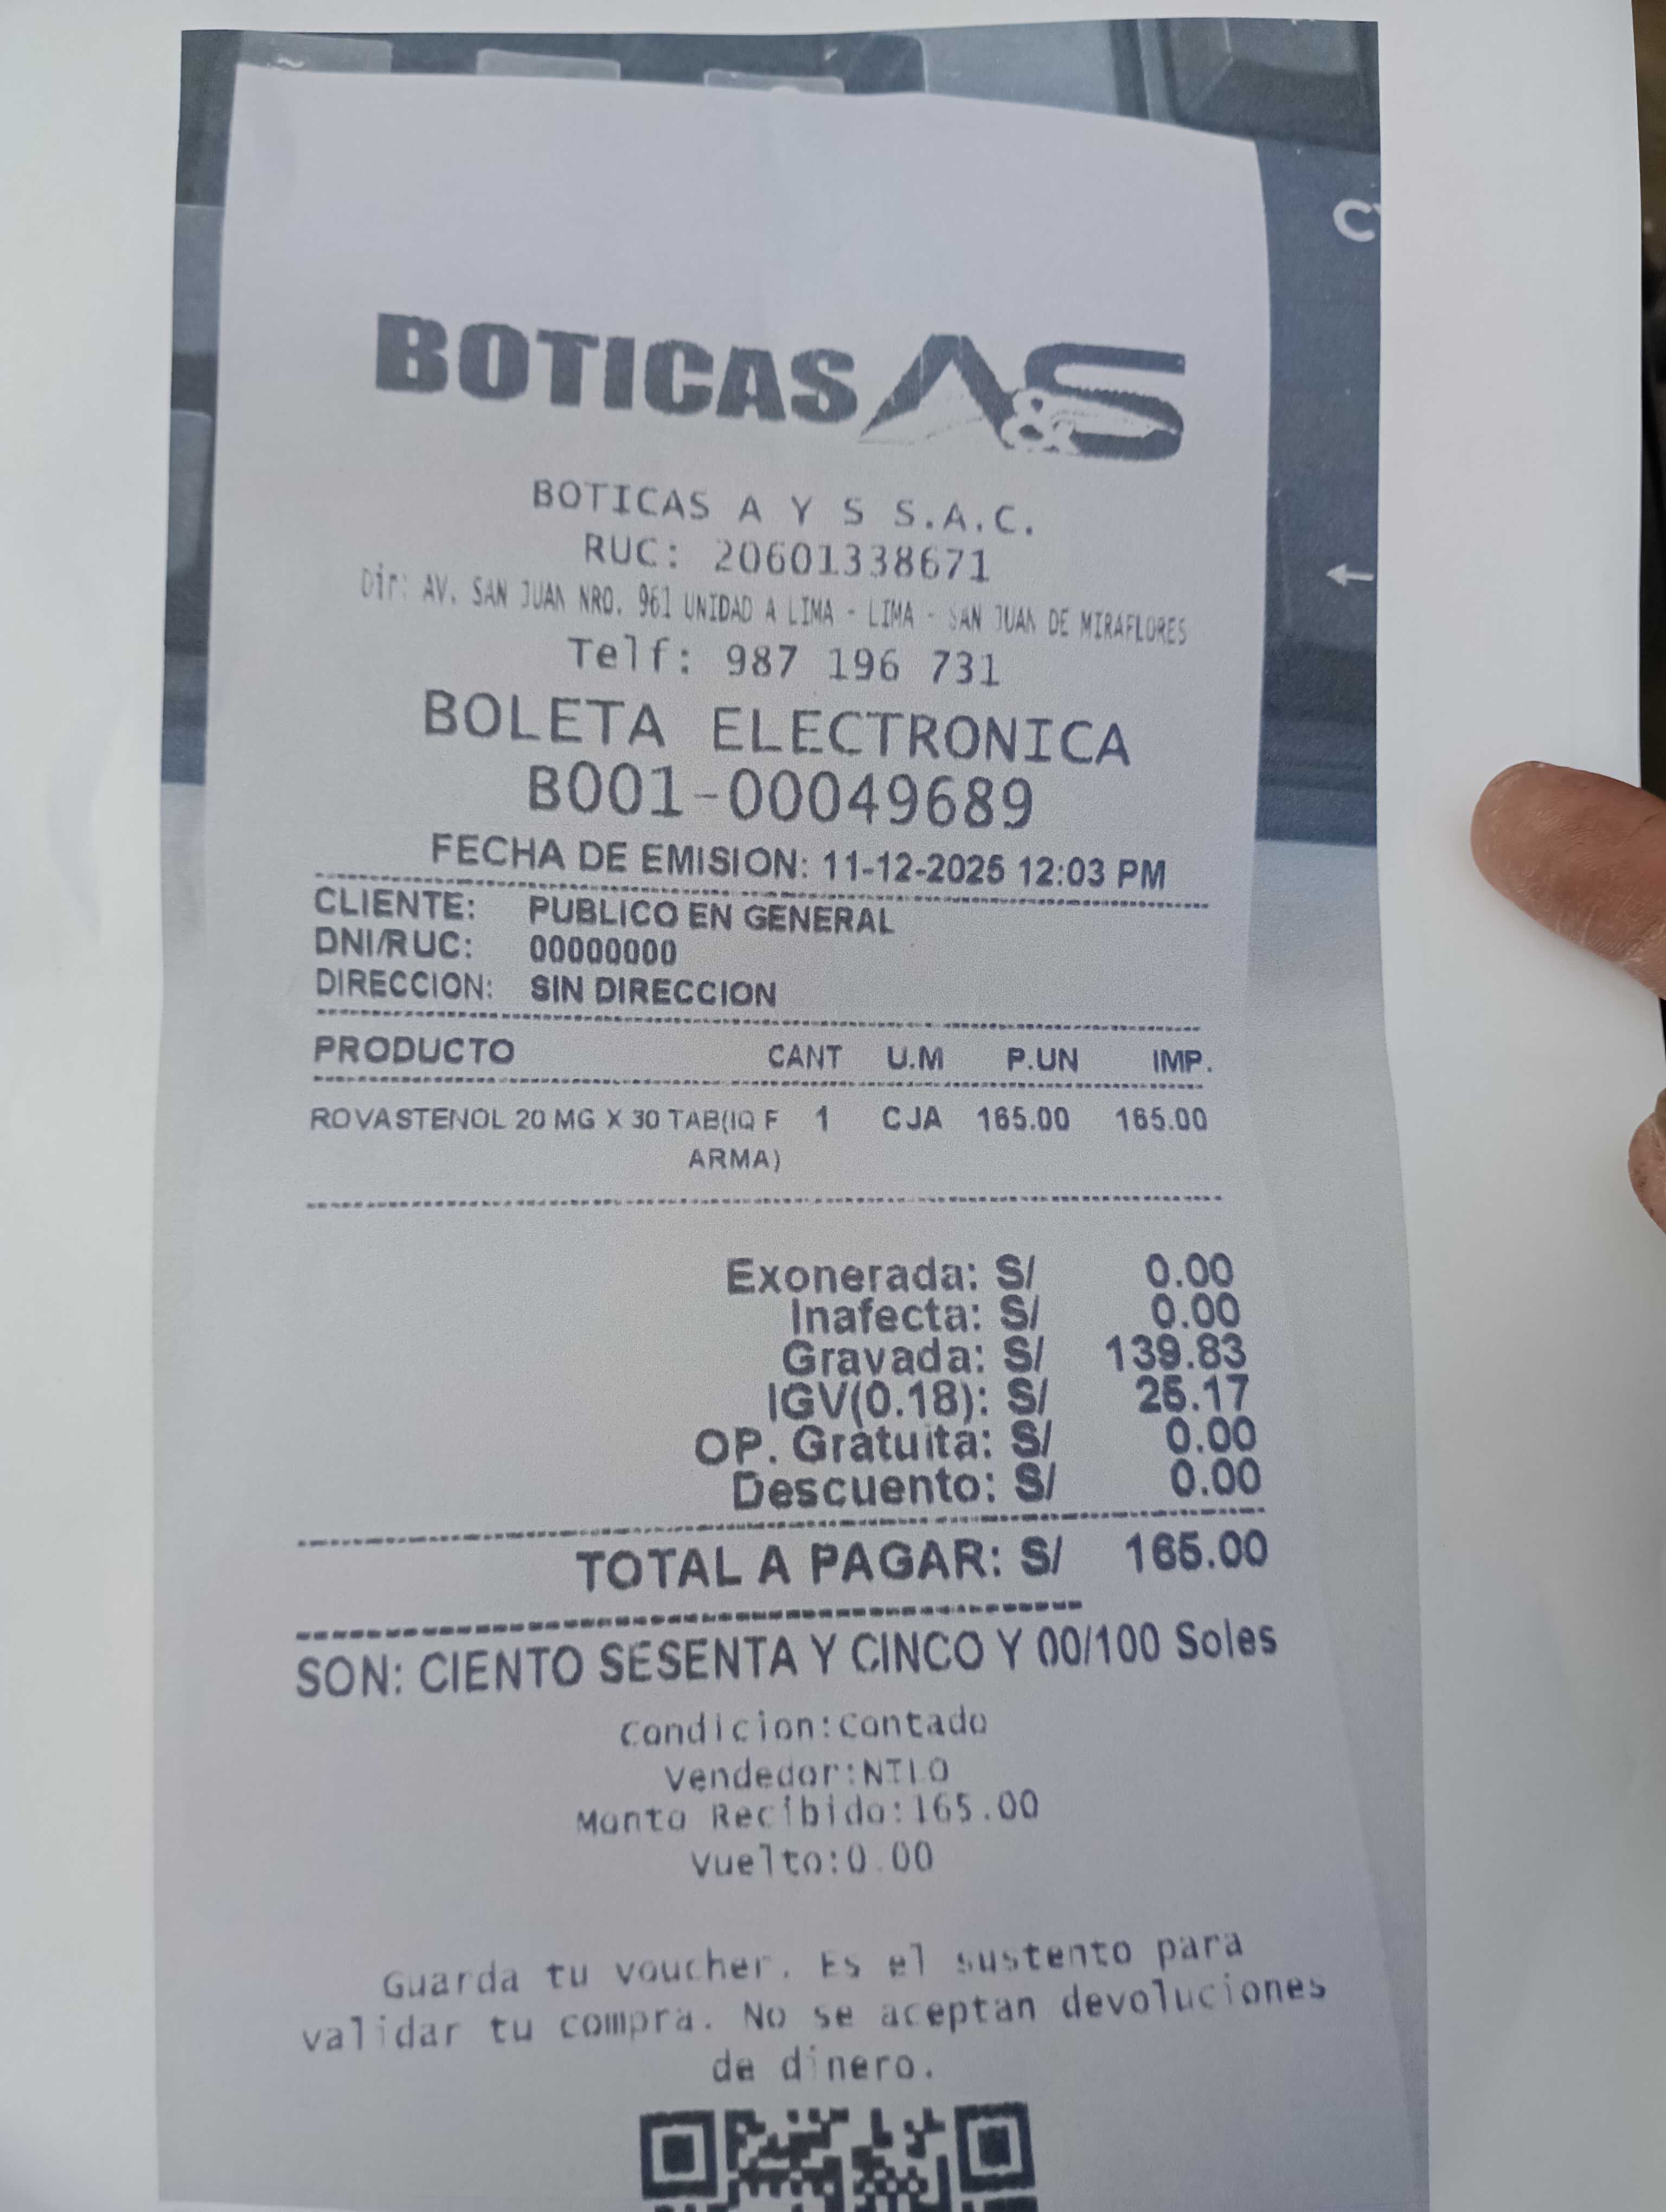 BOTICAS A&S
BOTICAS A Y S S.A.C.
RUC: 20601338671
Dir: AV. SAN JUAN NRO. 961 UNIDAD A LIMA - LIMA - SAN JUAN DE MIRAFLORES
Telf: 987 196 731
BOLETA ELECTRONICA
B001-00049689
FECHA DE EMISION: 11-12-2025 12:03 PM
CLIENTE: PUBLICO EN GENERAL
DNI/RUC: 00000000
DIRECCION: SIN DIRECCION
PRODUCTO CANT U.M P.UN IMP.
ROVASTENOL 20 MG X 30 TAB(IQ F 1 CJA 165.00 165.00
ARMA)
Exonerada: S/ 0.00
Inafecta: S/ 0.00
Gravada: S/ 139.83
IGV(0.18): S/ 25.17
OP. Gratuita: S/ 0.00
Descuento: S/ 0.00
TOTAL A PAGAR: S/ 165.00
SON: CIENTO SESENTA Y CINCO Y 00/100 Soles
Condicion:Contado
Vendedor:
Monto Recibido:165.00
Vuelto:0.00
Guarda tu voucher. Es el sustento para
validar tu compra. No se aceptan devoluciones
de dinero.